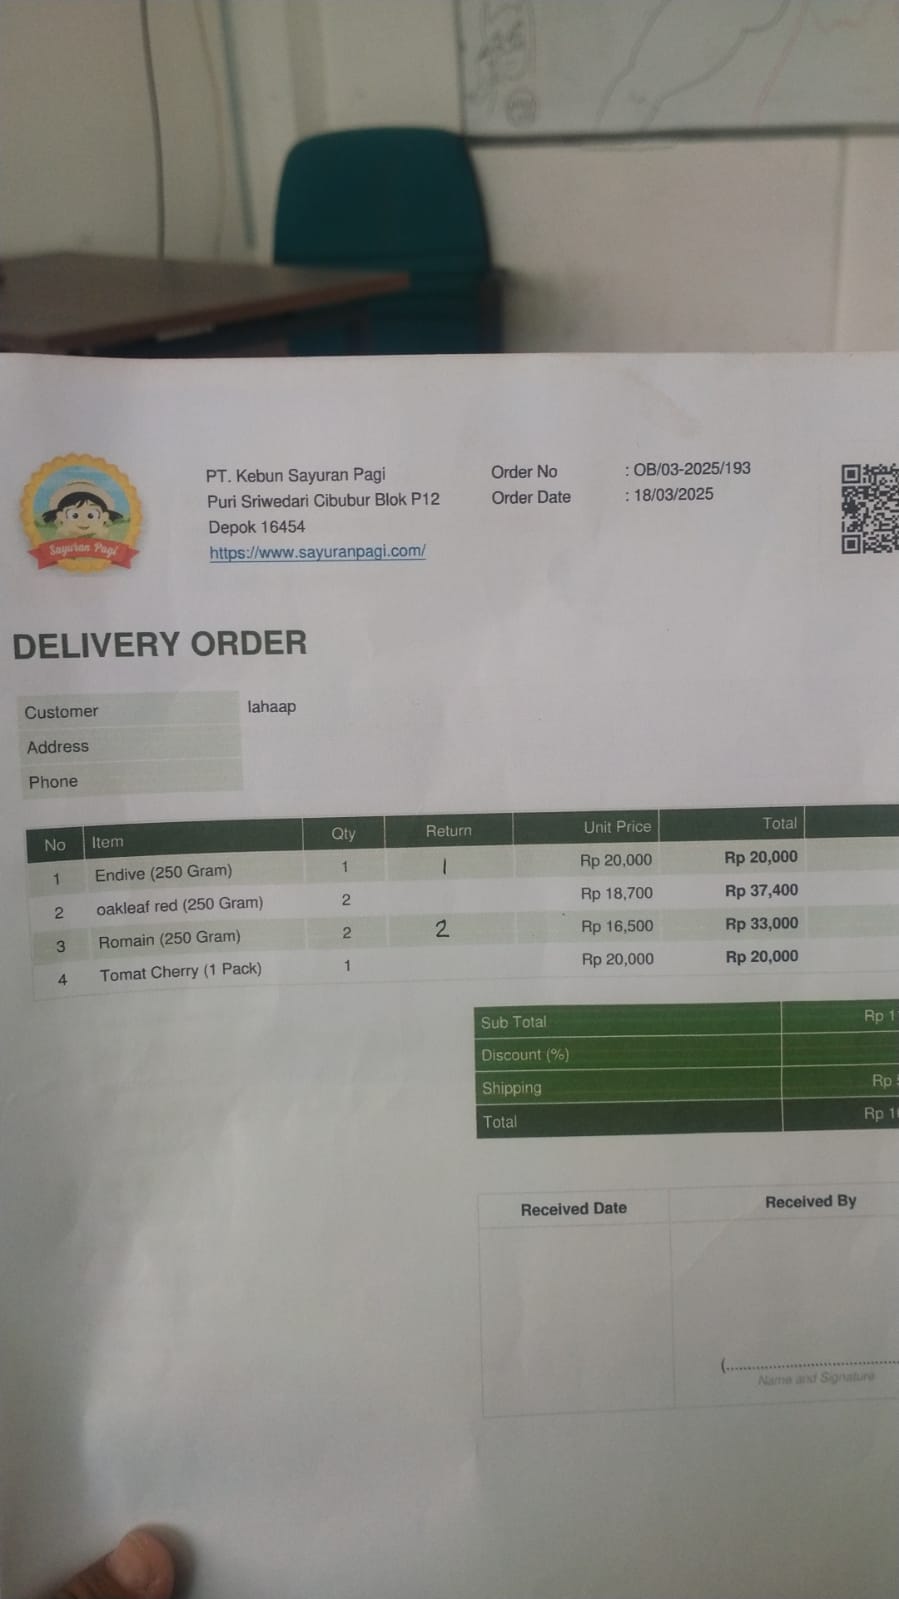 Sayuran Pagi
PT. Kebun Sayuran Pagi
Puri Sriwedari Cibubur Blok P12
Depok 16454
https://www.sayuranpagi.com/
Order No : OB/03-2025/193
Order Date : 18/03/2025
DELIVERY ORDER
Customer lahaap
Address
Phone
No Item Qty Return Unit Price Total
1 Endive (250 Gram) 1 1 Rp 20,000 Rp 20,000
2 oakleaf red (250 Gram) 2 Rp 18,700 Rp 37,400
3 Romain (250 Gram) 2 2 Rp 16,500 Rp 33,000
4 Tomat Cherry (1 Pack) 1 Rp 20,000 Rp 20,000
Sub Total Rp 1
Discount (%)
Shipping Rp
Total Rp 1
Received Date Received By
Name and Signature